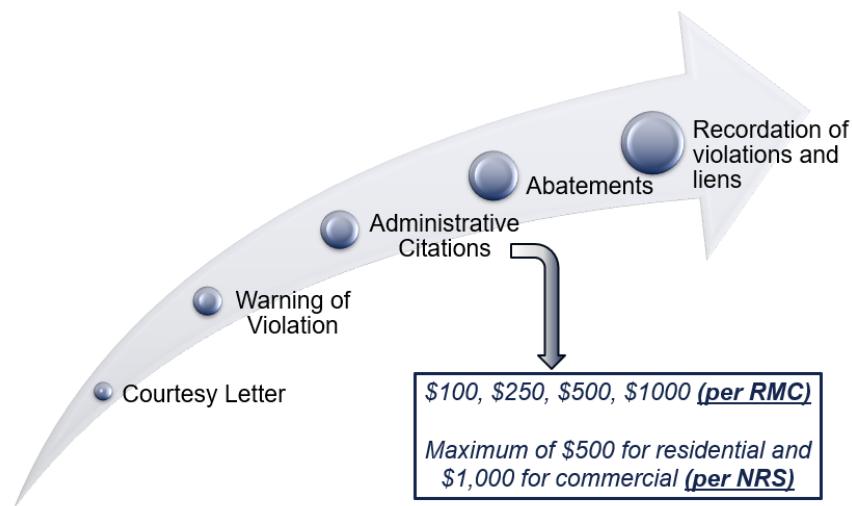 Recordation of
violations and
liens
Abatements
Administrative
Citations
Warning of
Violation
Courtesy Letter
$100, $250, $500, $1000 (per RMC)
Maximum of $500 for residential and
$1,000 for commercial (per NRS)